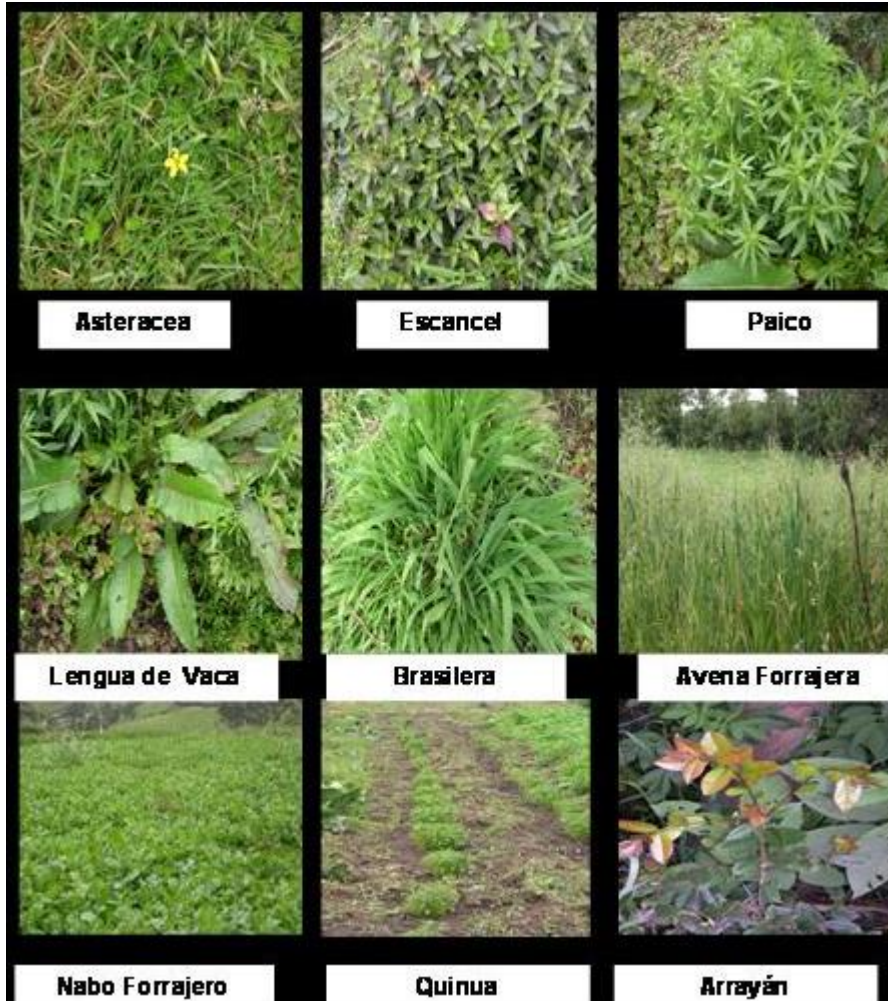 Asteracea
Escancel
Paico
Lengua de Vaca
Brasilera
Avena Forrajera
Nabo Forrajero
Quinua
Arrayán